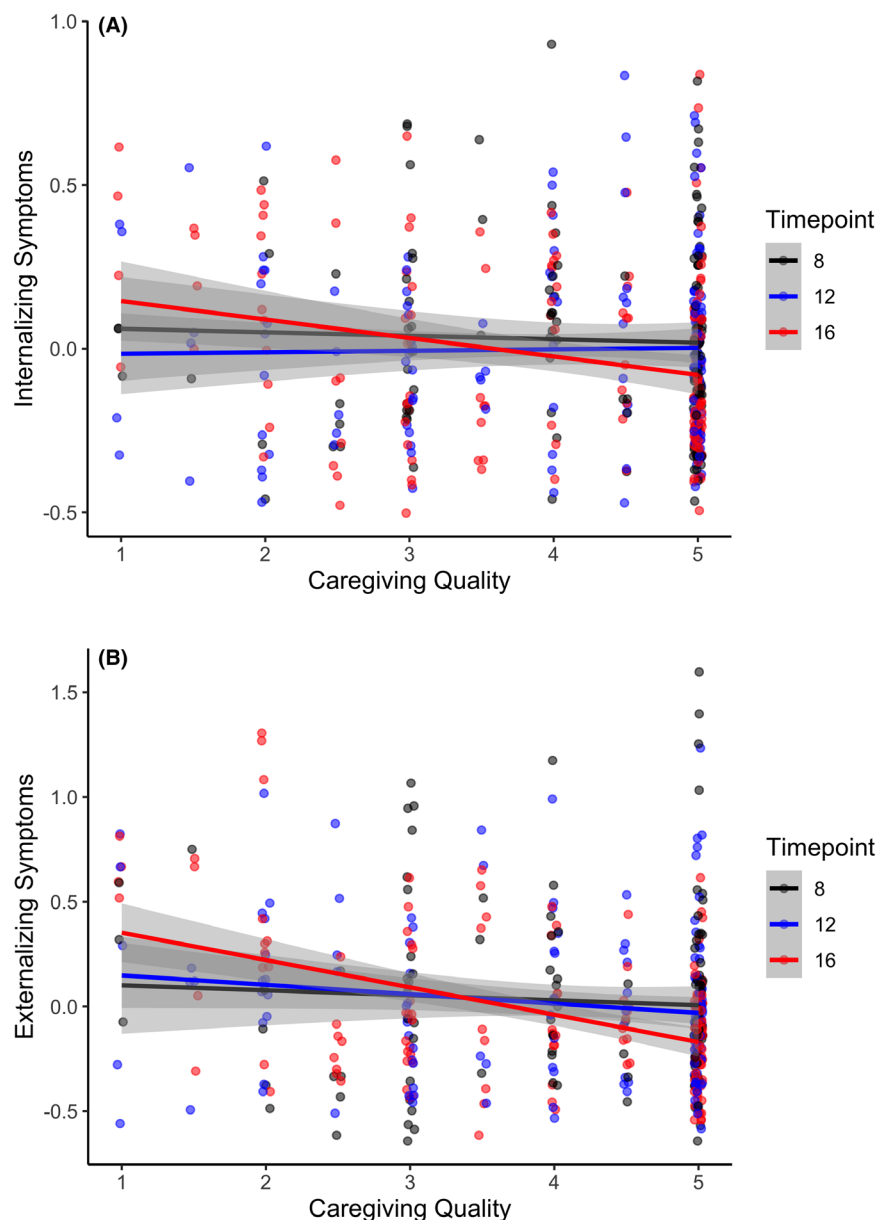 (A)
1.0
0.5
0.0
-0.5
Internalizing Symptoms
1 2 3 4 5
Caregiving Quality
Timepoint
8
12
16
(B)
1.5
1.0
0.5
0.0
-0.5
Externalizing Symptoms
1 2 3 4 5
Caregiving Quality
Timepoint
8
12
16